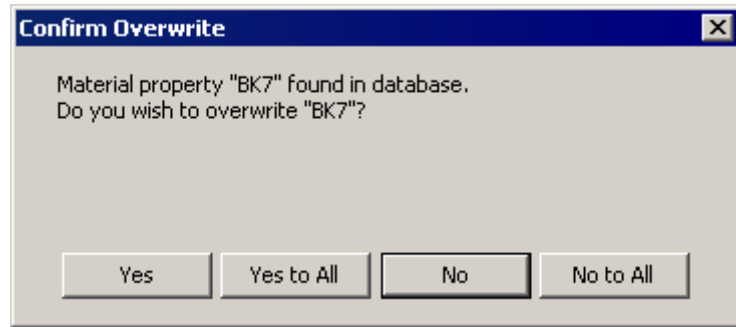 Confirm Overwrite
Material property "BK7" found in database.
Do you wish to overwrite "BK7"?
Yes
Yes to All
No
No to All